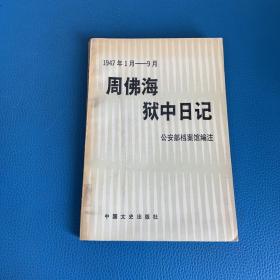 1947年1月——9月
周佛海
狱中日记
公安部档案馆编注
中国文史出版社